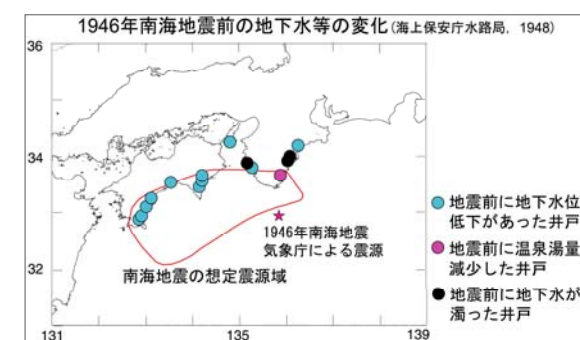 1946年南海地震前の地下水等の変化(海上保安庁水路局, 1948)
36
34
32
131
135
139
1946年南海地震
気象庁による震源
南海地震の想定震源域
地震前に地下水位
低下があった井戸
地震前に温泉湯量
減少した井戸
地震前に地下水が
濁った井戸